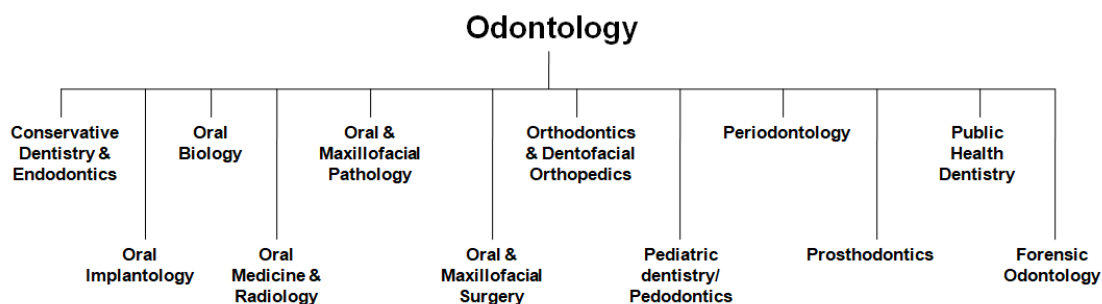 Odontology
Conservative
Dentistry &
Endodontics
Oral
Biology
Oral &
Maxillofacial
Pathology
Orthodontics
& Dentofacial
Orthopedics
Periodontology
Public
Health
Dentistry
Oral
Implantology
Oral
Medicine &
Radiology
Oral &
Maxillofacial
Surgery
Pediatric
dentistry/
Pedodontics
Prosthodontics
Forensic
Odontology